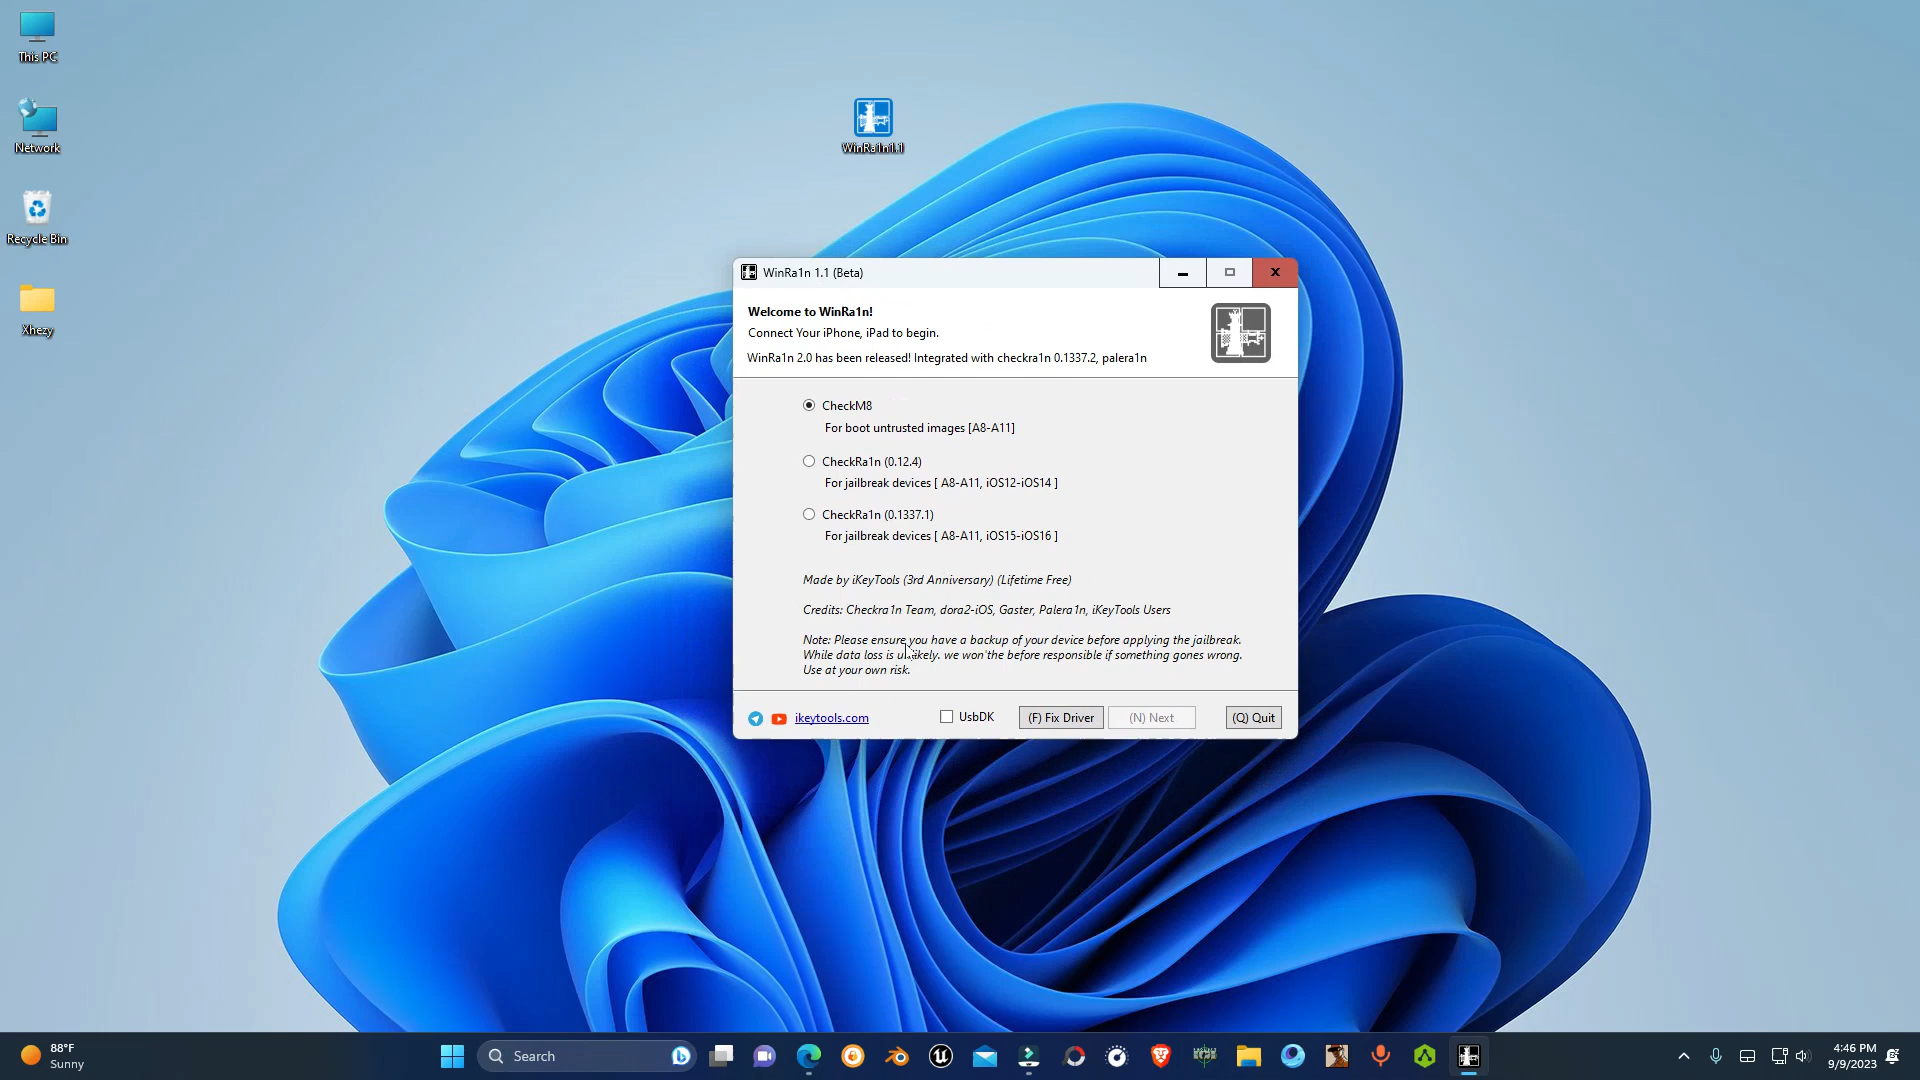 This PC
Network
Recycle Bin
Xhezy
WinRa1n1.1
WinRa1n 1.1 (Beta)
Welcome to WinRa1n!
Connect Your iPhone, iPad to begin.
WinRa1n 2.0 has been released! Integrated with checkra1n 0.1337.2, palera1n
CheckM8
For boot untrusted images [A8-A11]
CheckRa1n (0.12.4)
For jailbreak devices [ A8-A11, iOS12-iOS14 ]
CheckRa1n (0.1337.1)
For jailbreak devices [ A8-A11, iOS15-iOS16 ]
Made by iKeyTools (3rd Anniversary) (Lifetime Free)
Credits: Checkra1n Team, dora2-iOS, Gaster, Palera1n, iKeyTools Users
Note: Please ensure you have a backup of your device before applying the jailbreak.
While data loss is unlikely. we won'the before responsible if something gones wrong.
Use at your own risk.
ikeytools.com
UsbDK
(F) Fix Driver
(N) Next
(Q) Quit
88°F
Sunny
Search
4:46 PM
9/9/2023